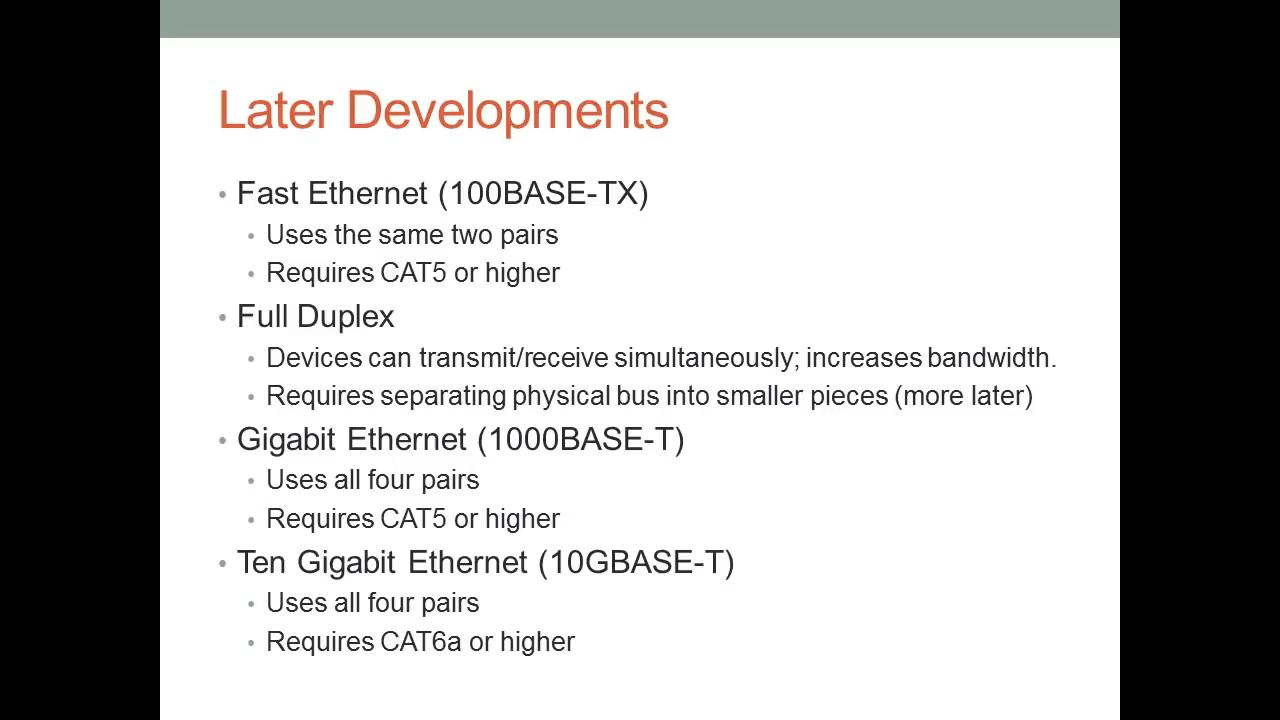 Later Developments
• Fast Ethernet (100BASE-TX)
• Uses the same two pairs
• Requires CAT5 or higher
• Full Duplex
• Devices can transmit/receive simultaneously; increases bandwidth.
• Requires separating physical bus into smaller pieces (more later)
• Gigabit Ethernet (1000BASE-T)
• Uses all four pairs
• Requires CAT5 or higher
• Ten Gigabit Ethernet (10GBASE-T)
• Uses all four pairs
• Requires CAT6a or higher